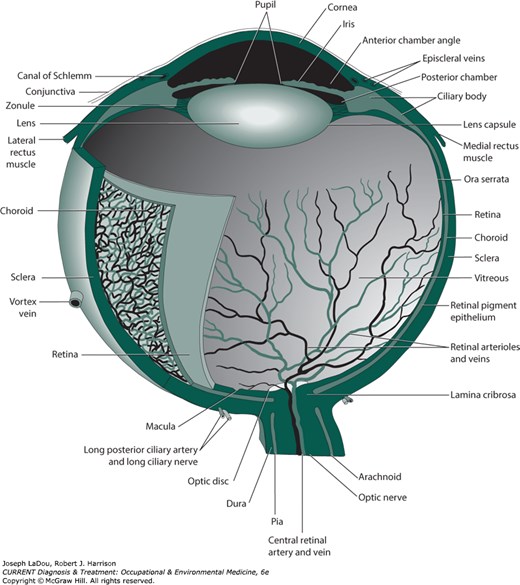 Pupil
Cornea
Iris
Anterior chamber angle
Episcleral veins
Posterior chamber
Ciliary body
Lens capsule
Medial rectus
muscle
Ora serrata
Retina
Choroid
Sclera
Vitreous
Retinal pigment
epithelium
Retinal arterioles
and veins
Lamina cribrosa
Arachnoid
Optic nerve
Central retinal
artery and vein
Pia
Dura
Optic disc
Long posterior ciliary artery
and long ciliary nerve
Macula
Retina
Vortex
vein
Sclera
Choroid
Lateral
rectus
muscle
Lens
Zonule
Conjunctiva
Canal of Schlemm
Joseph LaDou, Robert J. Harrison
CURRENT Diagnosis & Treatment: Occupational & Environmental Medicine, 6e
Copyright © McGraw Hill. All rights reserved.